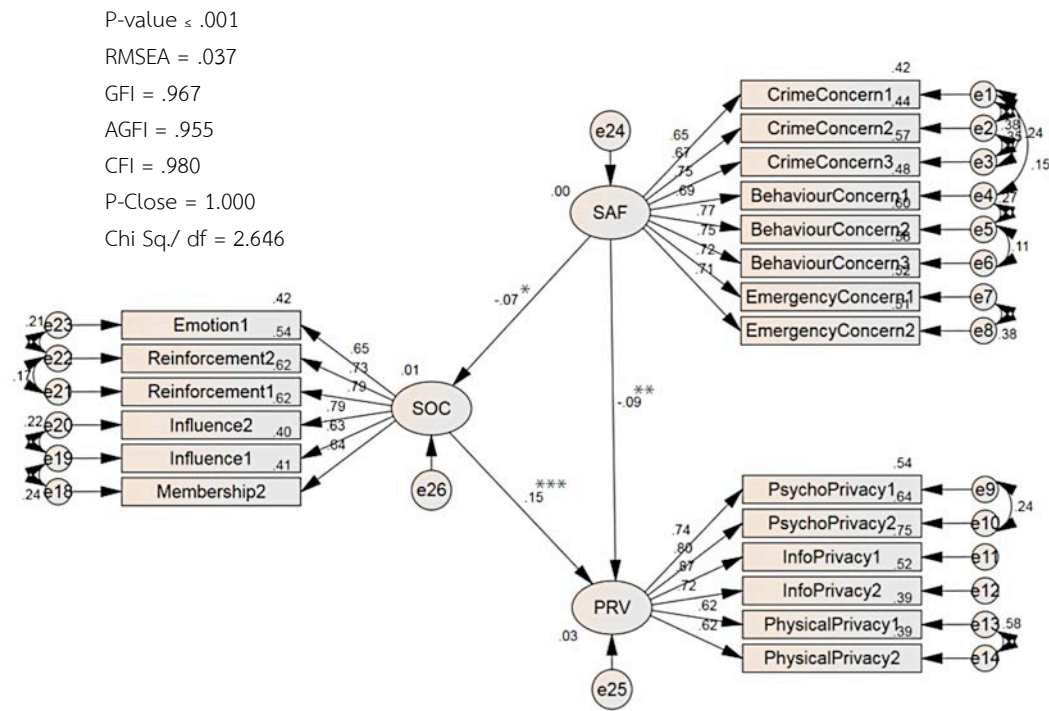 P-value ≤ .001
RMSEA = .037
GFI = .967
AGFI = .955
CFI = .980
P-Close = 1.000
Chi Sq./ df = 2.646
e24
.00
SAF
.65
.67
.75
.69
.77
.75
.72
.71
.42
CrimeConcern1
e1
.44
CrimeConcern2
e2
.57
CrimeConcern3
e3
.48
BehaviourConcern1
e4
.60
BehaviourConcern2
e5
BehaviourConcern3
e6
.52
EmergencyConcern1
e7
.51
EmergencyConcern2
e8
.38
.24
.15
.27
.11
.38
-.07*
-.09**
.15***
.42
.21
e23
Emotion1
.54
e22
Reinforcement2
.62
.17
e21
Reinforcement1
.62
.22
e20
Influence2
.40
e19
Influence1
.41
.24
e18
Membership2
.65
.73
.79
.79
.63
.64
.01
SOC
e26
.54
PsychoPrivacy1
e9
.64
PsychoPrivacy2
e10
.24
.75
InfoPrivacy1
e11
.52
InfoPrivacy2
e12
.39
PhysicalPrivacy1
e13
.58
.39
PhysicalPrivacy2
e14
.74
.80
.87
.72
.62
.62
PRV
.03
e25